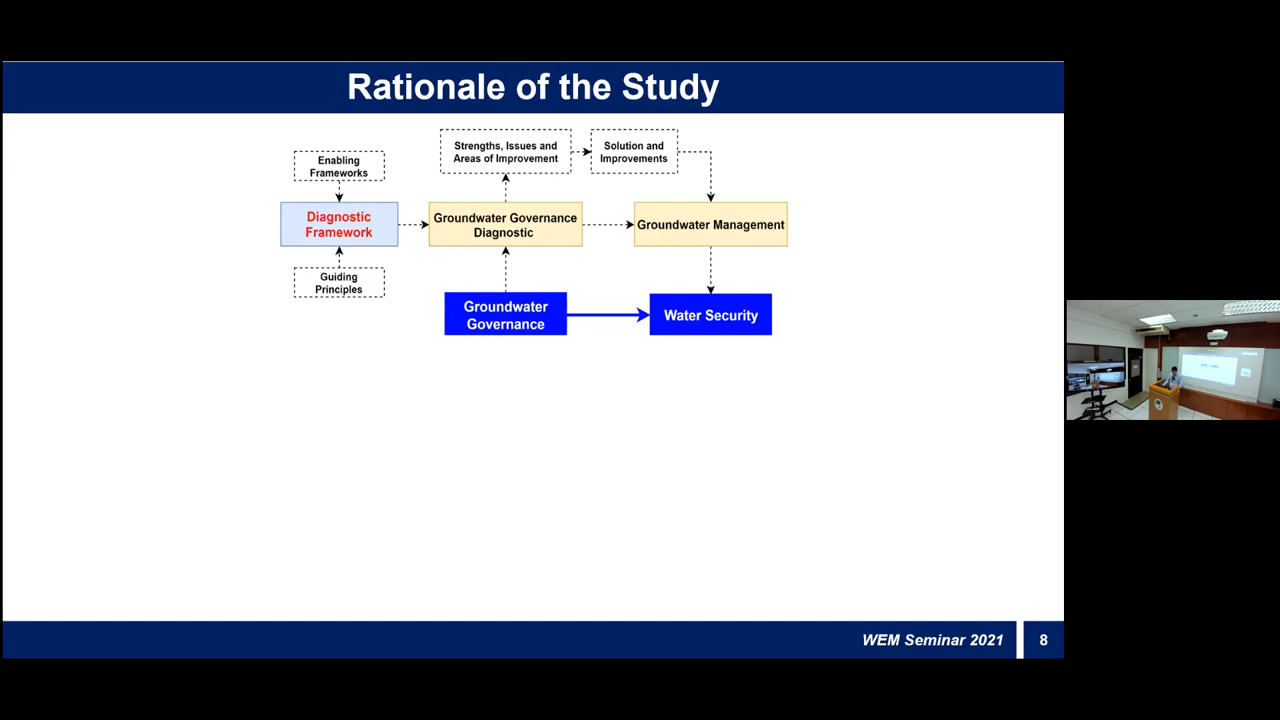 Rationale of the Study
Strengths, Issues and
Areas of Improvement
Solution and
Improvements
Enabling
Frameworks
Diagnostic
Framework
Groundwater Governance
Diagnostic
Groundwater Management
Guiding
Principles
Groundwater
Governance
Water Security
WEM Seminar 2021
8